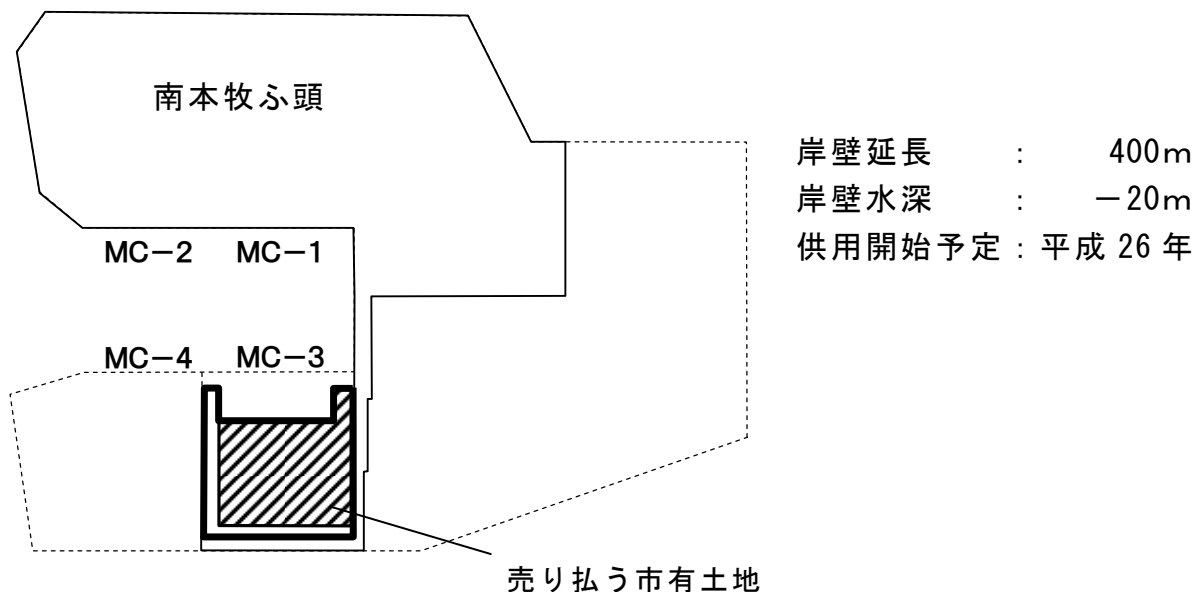 南本牧ふ頭
岸壁延長 : 400m
岸壁水深 : -20m
供用開始予定:平成 26 年
MC-2 MC-1
MC-4 MC-3
売り払う市有土地